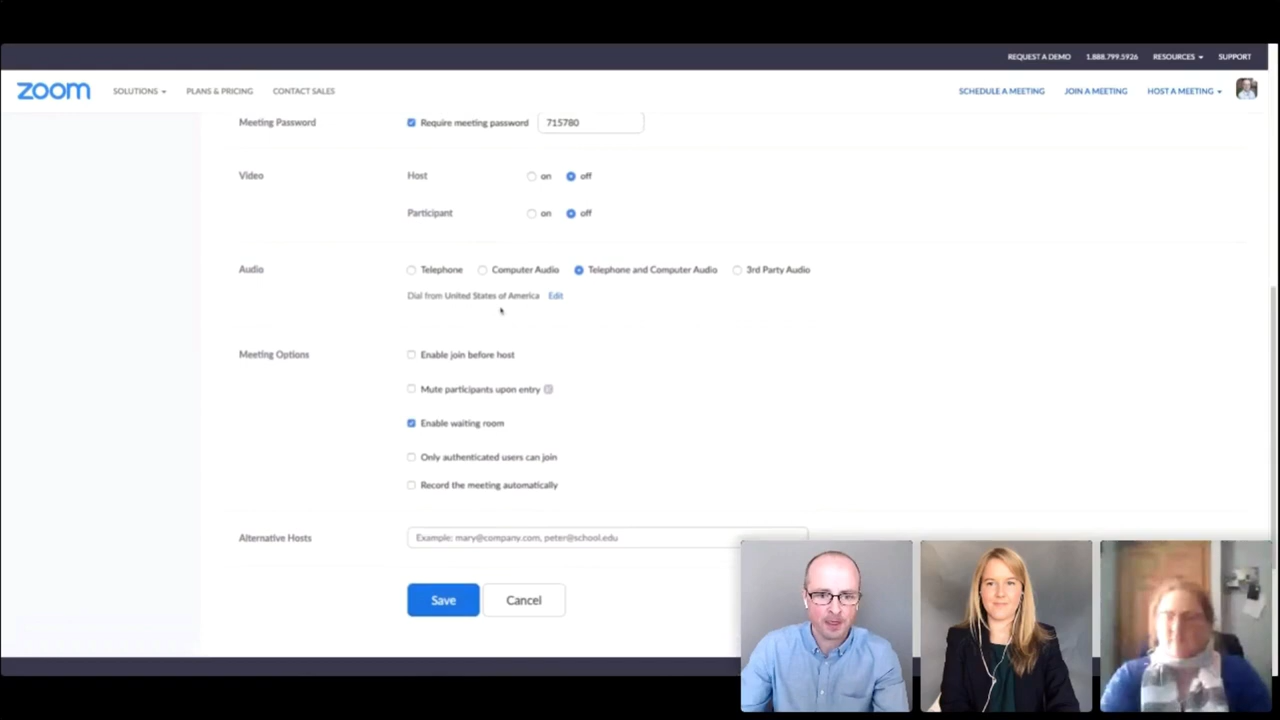 REQUEST A DEMO 1.888.799.5926 RESOURCES SUPPORT
zoom SOLUTIONS PLANS & PRICING CONTACT SALES SCHEDULE A MEETING JOIN A MEETING HOST A MEETING
Meeting Password Require meeting password 715780
Video Host on off
Participant on off
Audio Telephone Computer Audio Telephone and Computer Audio 3rd Party Audio
Dial from United States of America Edit
Meeting Options Enable join before host
Mute participants upon entry
Enable waiting room
Only authenticated users can join
Record the meeting automatically
Alternative Hosts Example: mary@company.com, peter@school.edu
Save Cancel